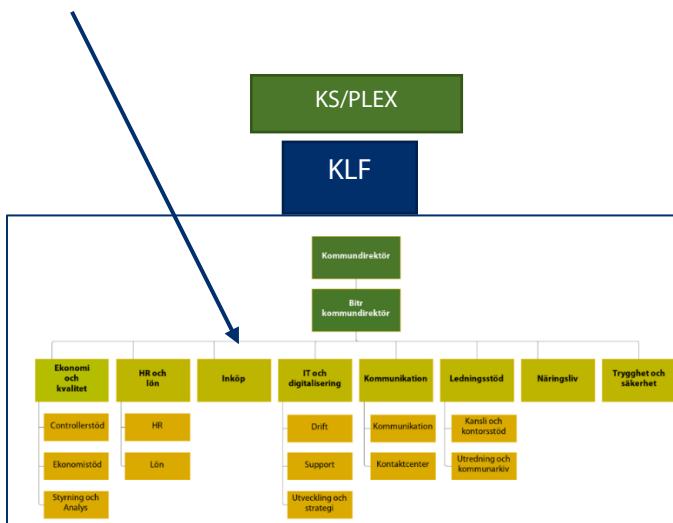 KS/PLEX
KLF
Kommundirektör
Bitr
kommundirektör
Ekonomi
och
kvalitet
HR och
lön
Inköp
IT och
digitalisering
Kommunikation
Ledningsstöd
Näringsliv
Trygghet och
säkerhet
Controllerstöd
HR
Drift
Kommunikation
Kansli och
kontorsstöd
Ekonomistöd
Lön
Support
Kontaktcenter
Utredning och
kommunarkiv
Styrning och
Analys
Utveckling och
strategi